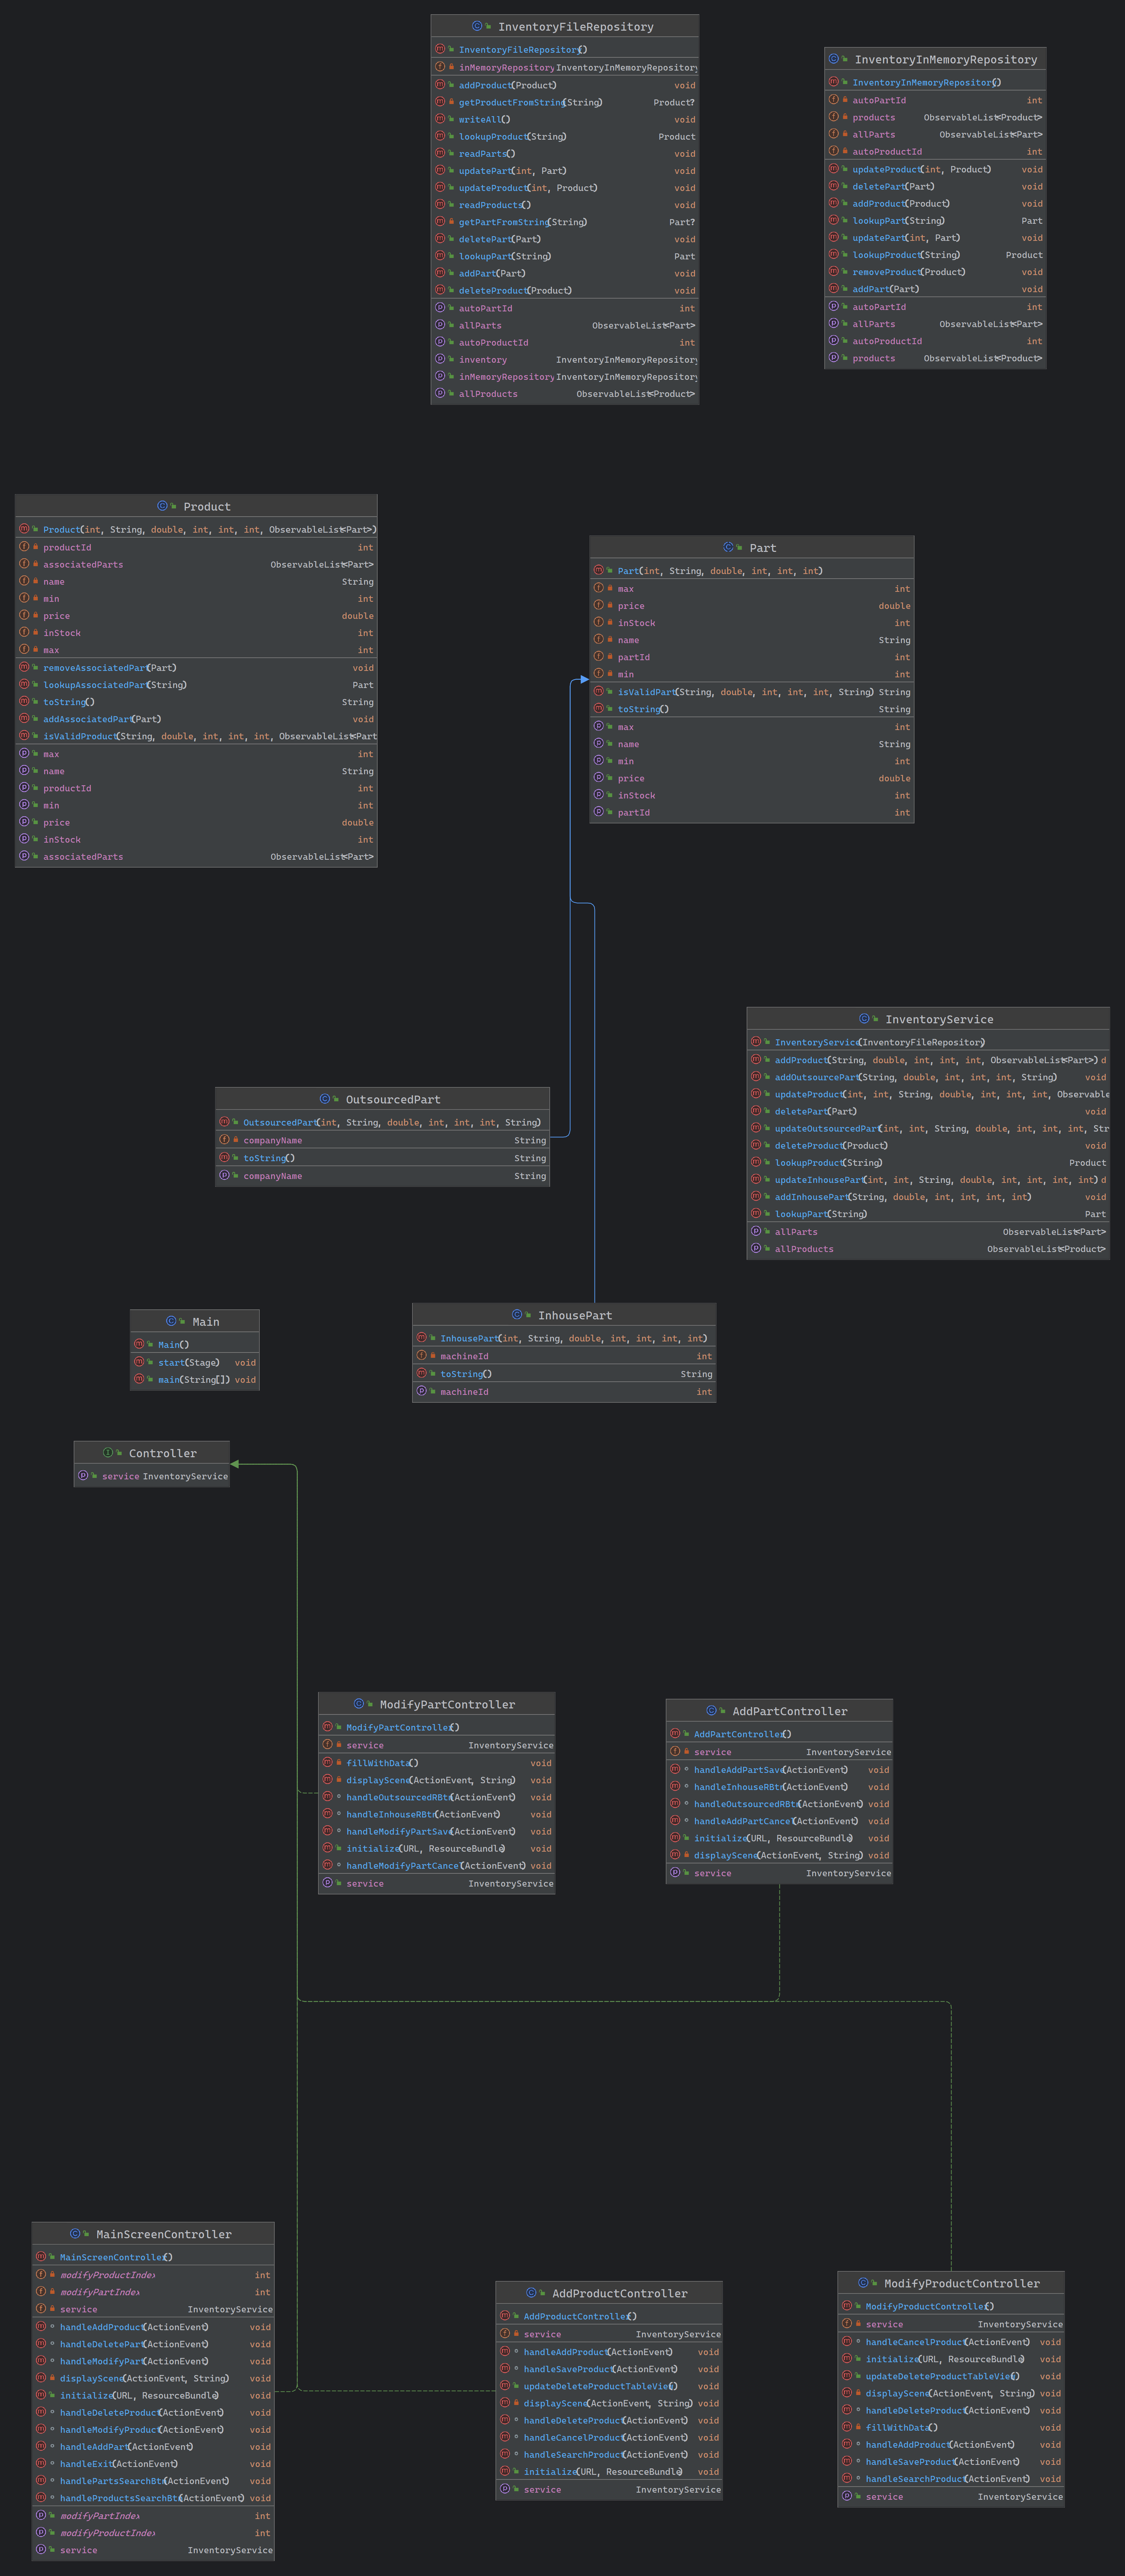 InventoryFileRepository
InventoryFileRepository()
inMemoryRepository InventoryInMemoryRepository
addProduct(Product) void
getProductFromString(String) Product?
writeAll() void
lookupProduct(String) Product
readParts() void
updatePart(int, Part) void
updateProduct(int, Product) void
readProducts() void
getPartFromString(String) Part?
deletePart(Part) void
lookupPart(String) Part
addPart(Part) void
deleteProduct(Product) void
autoPartId int
allParts ObservableList<Part>
autoProductId int
inventory InventoryInMemoryRepository
inMemoryRepository InventoryInMemoryRepository
allProducts ObservableList<Product>
InventoryInMemoryRepository
InventoryInMemoryRepository()
autoPartId int
products ObservableList<Product>
allParts ObservableList<Part>
autoProductId int
updateProduct(int, Product) void
deletePart(Part) void
addProduct(Product) void
lookupPart(String) Part
updatePart(int, Part) void
lookupProduct(String) Product
removeProduct(Product) void
addPart(Part) void
autoPartId int
allParts ObservableList<Part>
autoProductId int
products ObservableList<Product>
Product
Product(int, String, double, int, int, int, ObservableList<Part>)
productId int
associatedParts ObservableList<Part>
name String
min int
price double
inStock int
max int
removeAssociatedPart(Part) void
lookupAssociatedPart(String) Part
toString() String
addAssociatedPart(Part) void
isValidProduct(String, double, int, int, int, ObservableList<Part
max int
name String
productId int
min int
price double
inStock int
associatedParts ObservableList<Part>
Part
Part(int, String, double, int, int, int)
max int
price double
inStock int
name String
partId int
min int
isValidPart(String, double, int, int, int, String) String
toString() String
max int
name String
min int
price double
inStock int
partId int
InventoryService
InventoryService(InventoryFileRepository)
addProduct(String, double, int, int, int, ObservableList<Part>) d
addOutsourcePart(String, double, int, int, int, String) void
updateProduct(int, int, String, double, int, int, int, Observable
deletePart(Part) void
updateOutsourcedPart(int, int, String, double, int, int, int, Str
deleteProduct(Product) void
lookupProduct(String) Product
updateInhousePart(int, int, String, double, int, int, int, int) d
addInhousePart(String, double, int, int, int, int) void
lookupPart(String) Part
allParts ObservableList<Part>
allProducts ObservableList<Product>
OutsourcedPart
OutsourcedPart(int, String, double, int, int, int, String)
companyName String
toString() String
companyName String
InhousePart
InhousePart(int, String, double, int, int, int, int)
machineId int
toString() String
machineId int
Main
Main()
start(Stage) void
main(String[]) void
Controller
service InventoryService
ModifyPartController
ModifyPartController()
service InventoryService
fillWithData() void
displayScene(ActionEvent, String) void
handleOutsourcedRBtn(ActionEvent) void
handleInhouseRBtn(ActionEvent) void
handleModifyPartSave(ActionEvent) void
initialize(URL, ResourceBundle) void
handleModifyPartCancel(ActionEvent) void
service InventoryService
AddPartController
AddPartController()
service InventoryService
handleAddPartSave(ActionEvent) void
handleInhouseRBtn(ActionEvent) void
handleOutsourcedRBtn(ActionEvent) void
handleAddPartCancel(ActionEvent) void
initialize(URL, ResourceBundle) void
displayScene(ActionEvent, String) void
service InventoryService
MainScreenController
MainScreenController()
modifyProductIndex int
modifyPartIndex int
service InventoryService
handleAddProduct(ActionEvent) void
handleDeletePart(ActionEvent) void
handleModifyPart(ActionEvent) void
displayScene(ActionEvent, String) void
initialize(URL, ResourceBundle) void
handleDeleteProduct(ActionEvent) void
handleModifyProduct(ActionEvent) void
handleAddPart(ActionEvent) void
handleExit(ActionEvent) void
handlePartsSearchBtn(ActionEvent) void
handleProductsSearchBtn(ActionEvent) void
modifyPartIndex int
modifyProductIndex int
service InventoryService
AddProductController
AddProductController()
service InventoryService
handleAddProduct(ActionEvent) void
handleSaveProduct(ActionEvent) void
updateDeleteProductTableView() void
displayScene(ActionEvent, String) void
handleDeleteProduct(ActionEvent) void
handleCancelProduct(ActionEvent) void
handleSearchProduct(ActionEvent) void
initialize(URL, ResourceBundle) void
service InventoryService
ModifyProductController
ModifyProductController()
service InventoryService
handleCancelProduct(ActionEvent) void
initialize(URL, ResourceBundle) void
updateDeleteProductTableView() void
displayScene(ActionEvent, String) void
handleDeleteProduct(ActionEvent) void
fillWithData() void
handleAddProduct(ActionEvent) void
handleSaveProduct(ActionEvent) void
handleSearchProduct(ActionEvent) void
service InventoryService